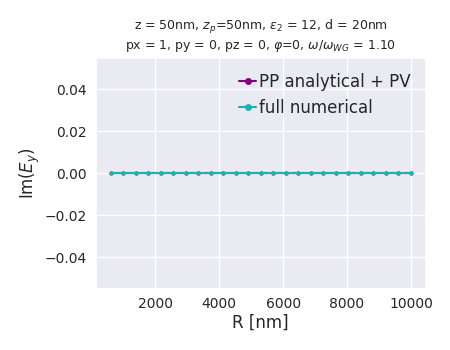 z = 50nm, z_p=50nm, ε_2 = 12, d = 20nm
px = 1, py = 0, pz = 0, φ=0, ω/ω_WG = 1.10
PP analytical + PV
full numerical
Im(E_y)
0.04
0.02
0.00
−0.02
−0.04
2000 4000 6000 8000 10000
R [nm]